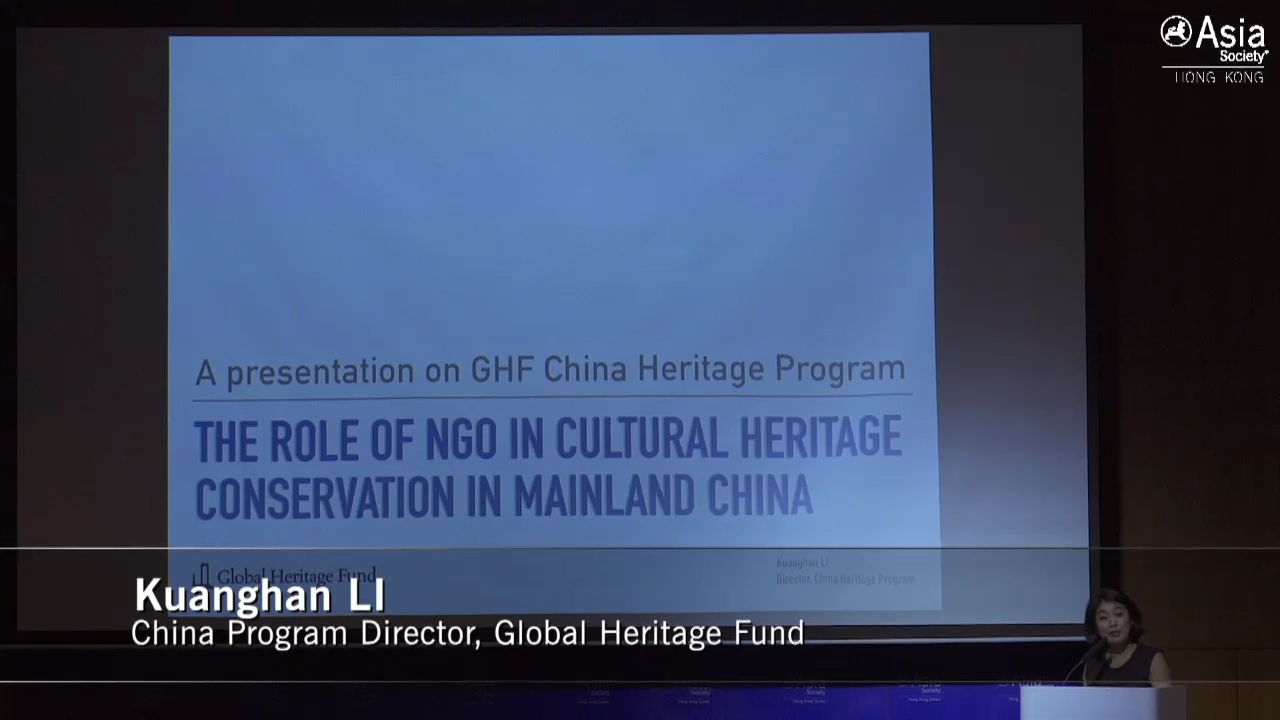 Asia
Society
HONG KONG
A presentation on GHF China Heritage Program
THE ROLE OF NGO IN CULTURAL HERITAGE
CONSERVATION IN MAINLAND CHINA
Global Heritage Fund
Kuanghan LI
Director, China Heritage Program
Kuanghan LI
China Program Director, Global Heritage Fund
Asia
Society